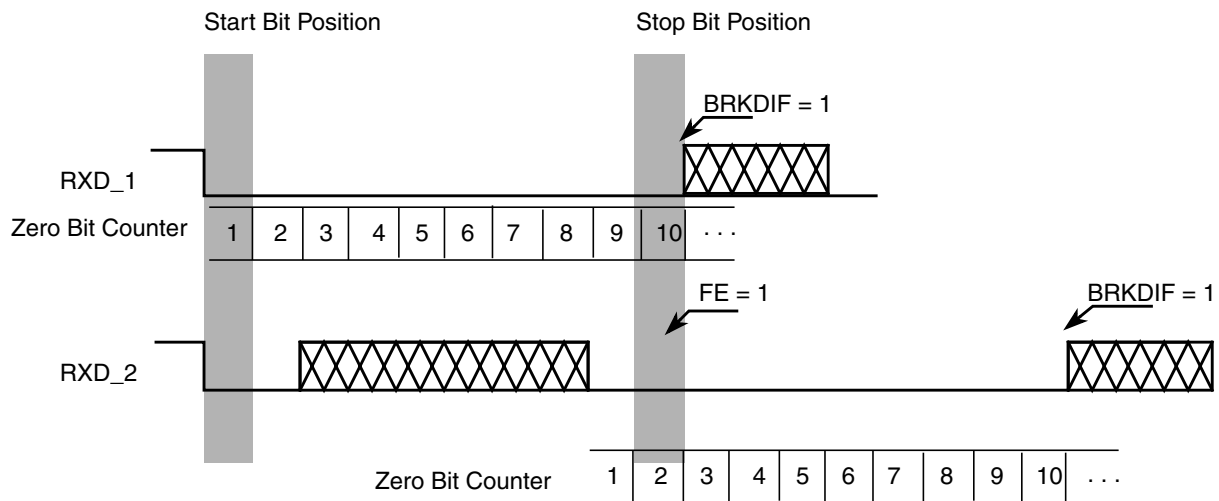 Start Bit Position Stop Bit Position
BRKDIF = 1
RXD_1
Zero Bit Counter 1 2 3 4 5 6 7 8 9 10 . . .
FE = 1 BRKDIF = 1
RXD_2
Zero Bit Counter 1 2 3 4 5 6 7 8 9 10 . . .